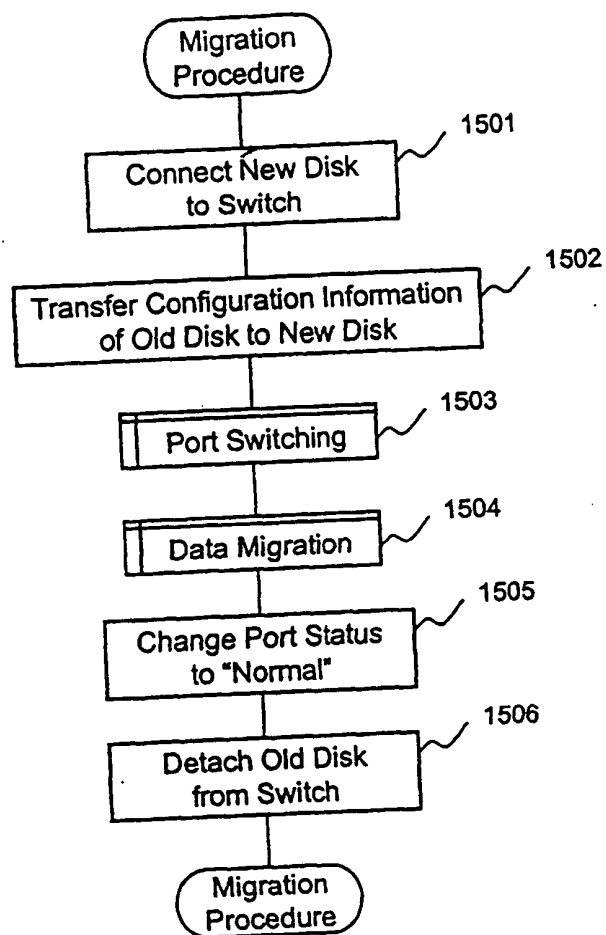 Migration
Procedure
1501
Connect New Disk
to Switch
1502
Transfer Configuration Information
of Old Disk to New Disk
1503
Port Switching
1504
Data Migration
1505
Change Port Status
to "Normal"
1506
Detach Old Disk
from Switch
Migration
Procedure